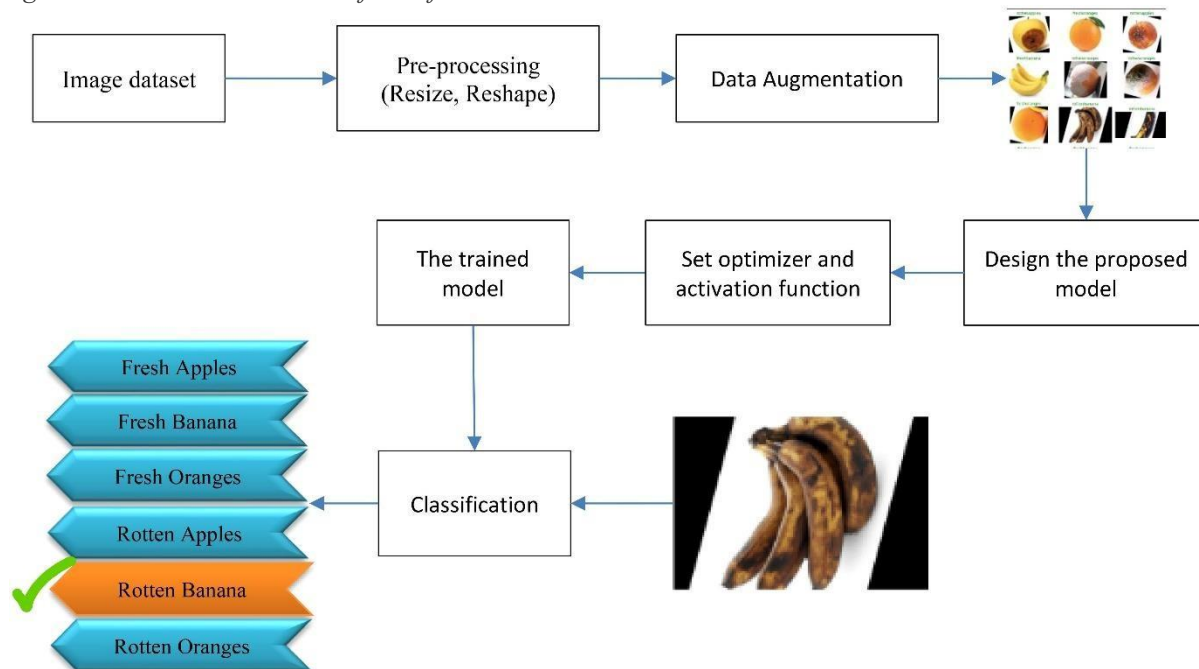 Image dataset
Pre-processing
(Resize, Reshape)
Data Augmentation
Design the proposed
model
Set optimizer and
activation function
The trained
model
Classification
Fresh Apples
Fresh Banana
Fresh Oranges
Rotten Apples
Rotten Banana
Rotten Oranges